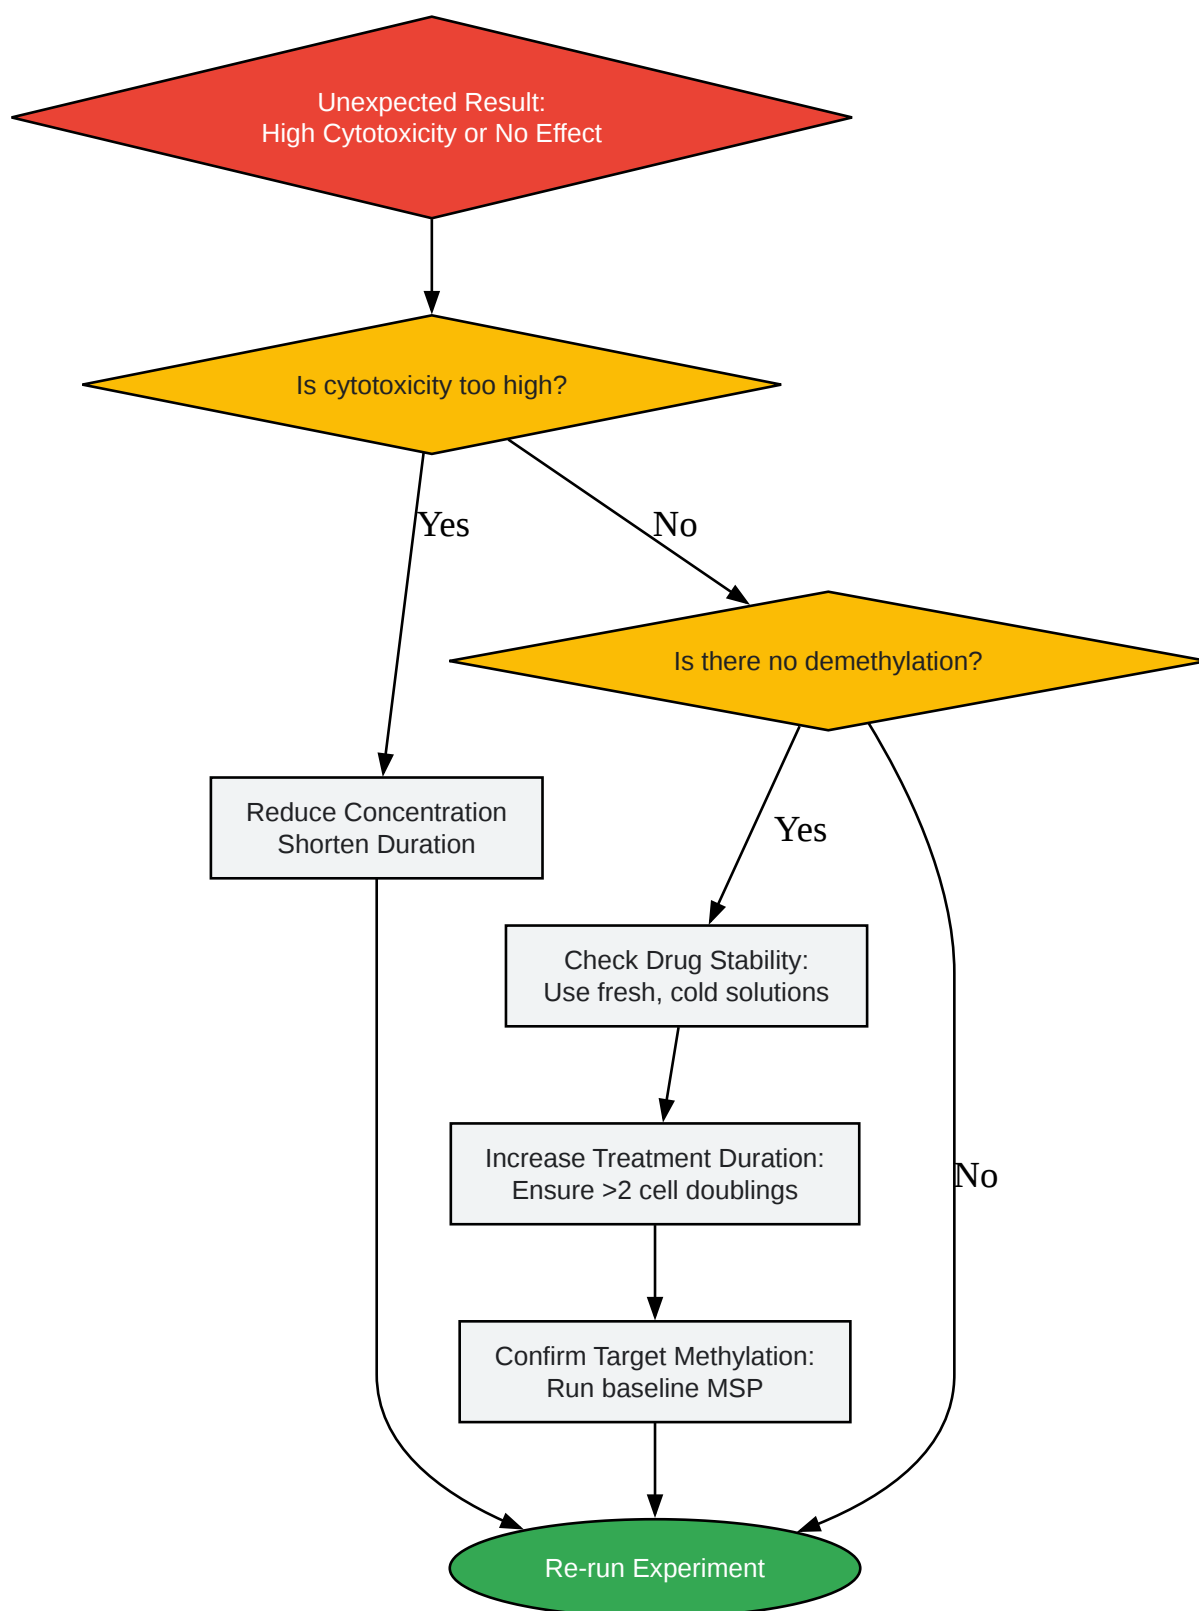 Unexpected Result:
High Cytotoxicity or No Effect
Is cytotoxicity too high?
Yes
No
Is there no demethylation?
Reduce Concentration
Shorten Duration
Yes
Check Drug Stability:
Use fresh, cold solutions
Increase Treatment Duration:
Ensure >2 cell doublings
No
Confirm Target Methylation:
Run baseline MSP
Re-run Experiment